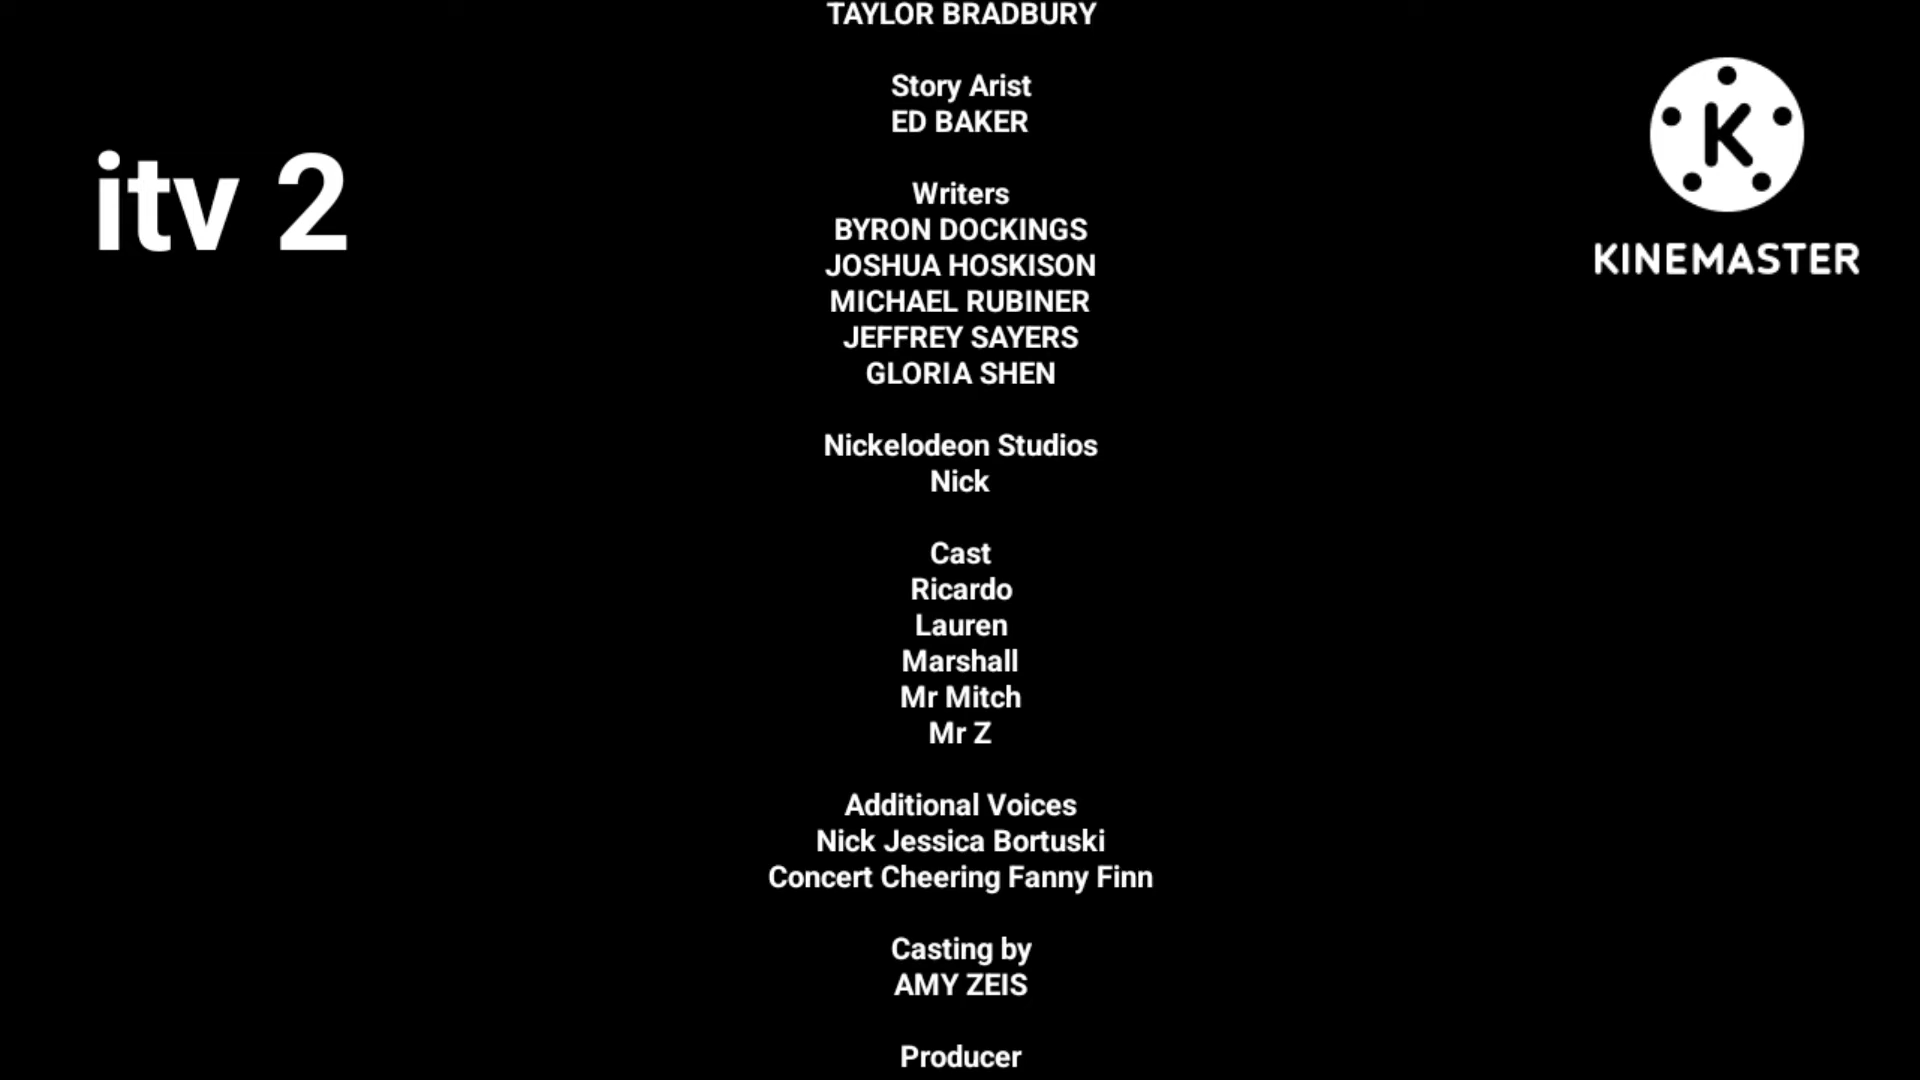 TAYLOR BRADBURY
Story Arist
ED BAKER
Writers
BYRON DOCKINGS
JOSHUA HOSKISON
MICHAEL RUBINER
JEFFREY SAYERS
GLORIA SHEN
Nickelodeon Studios
Nick
Cast
Ricardo
Lauren
Marshall
Mr Mitch
Mr Z
Additional Voices
Nick Jessica Bortuski
Concert Cheering Fanny Finn
Casting by
AMY ZEIS
Producer
itv 2
K
KINEMASTER